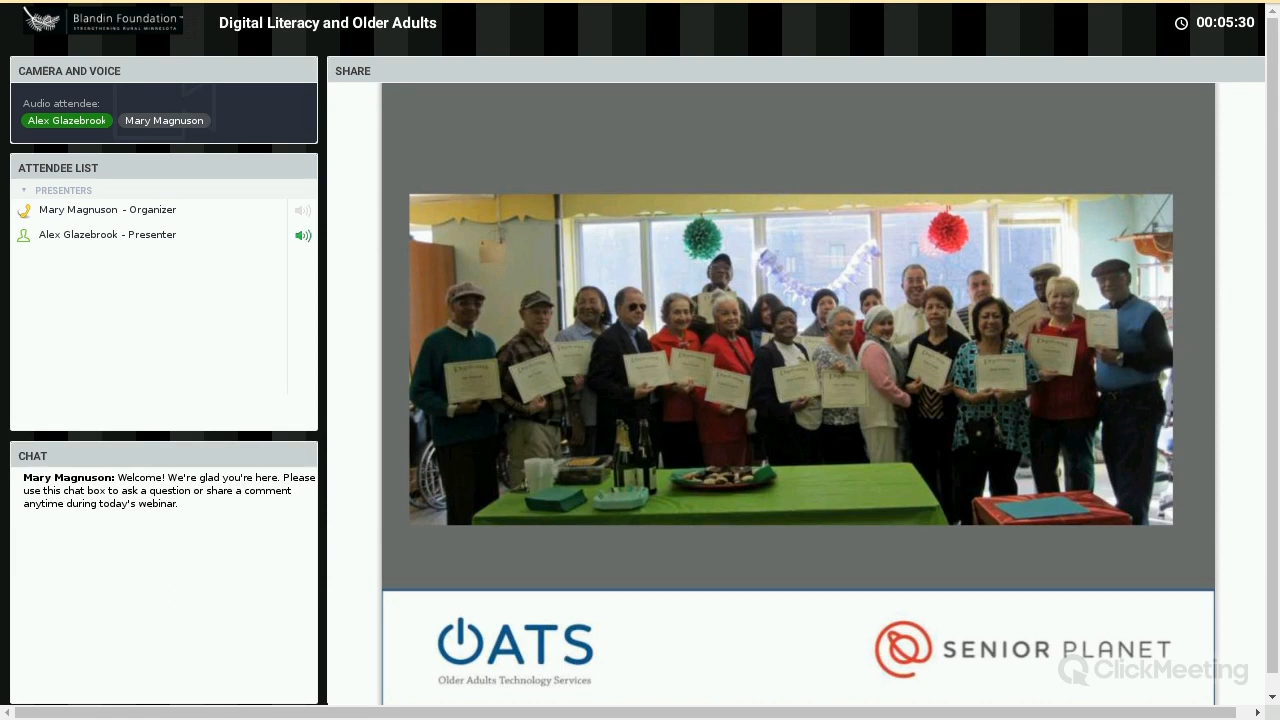 Blandin Foundation™
STRENGTHENING RURAL MINNESOTA
Digital Literacy and Older Adults
00:05:30
CAMERA AND VOICE
Audio attendee:
Alex Glazebrook
Mary Magnuson
ATTENDEE LIST
PRESENTERS
Mary Magnuson - Organizer
Alex Glazebrook - Presenter
CHAT
Mary Magnuson: Welcome! We're glad you're here. Please
use this chat box to ask a question or share a comment
anytime during today's webinar.
SHARE
OATS
Older Adults Technology Services
SENIOR PLANET
ClickMeeting